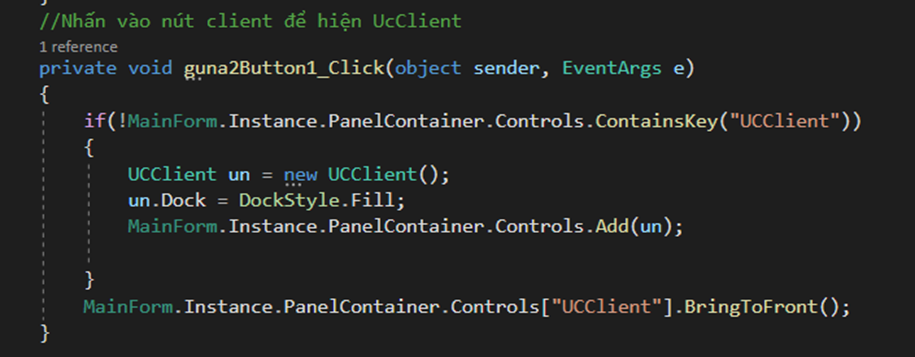 }
//Nhấn vào nút client để hiện UcClient
1 reference
private void guna2Button1_Click(object sender, EventArgs e)
{
if(!MainForm.Instance.PanelContainer.Controls.ContainsKey("UCClient"))
{
UCClient un = new UCClient();
un.Dock = DockStyle.Fill;
MainForm.Instance.PanelContainer.Controls.Add(un);
}
MainForm.Instance.PanelContainer.Controls["UCClient"].BringToFront();
}